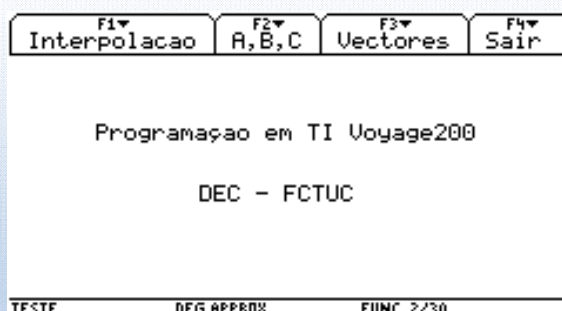 F1 F2 F3 F4
Interpolacao A,B,C Vectores Sair
Programaçao em TI Voyage200
DEC - FCTUC
TESTE DEG APPROX FUNC 2/30